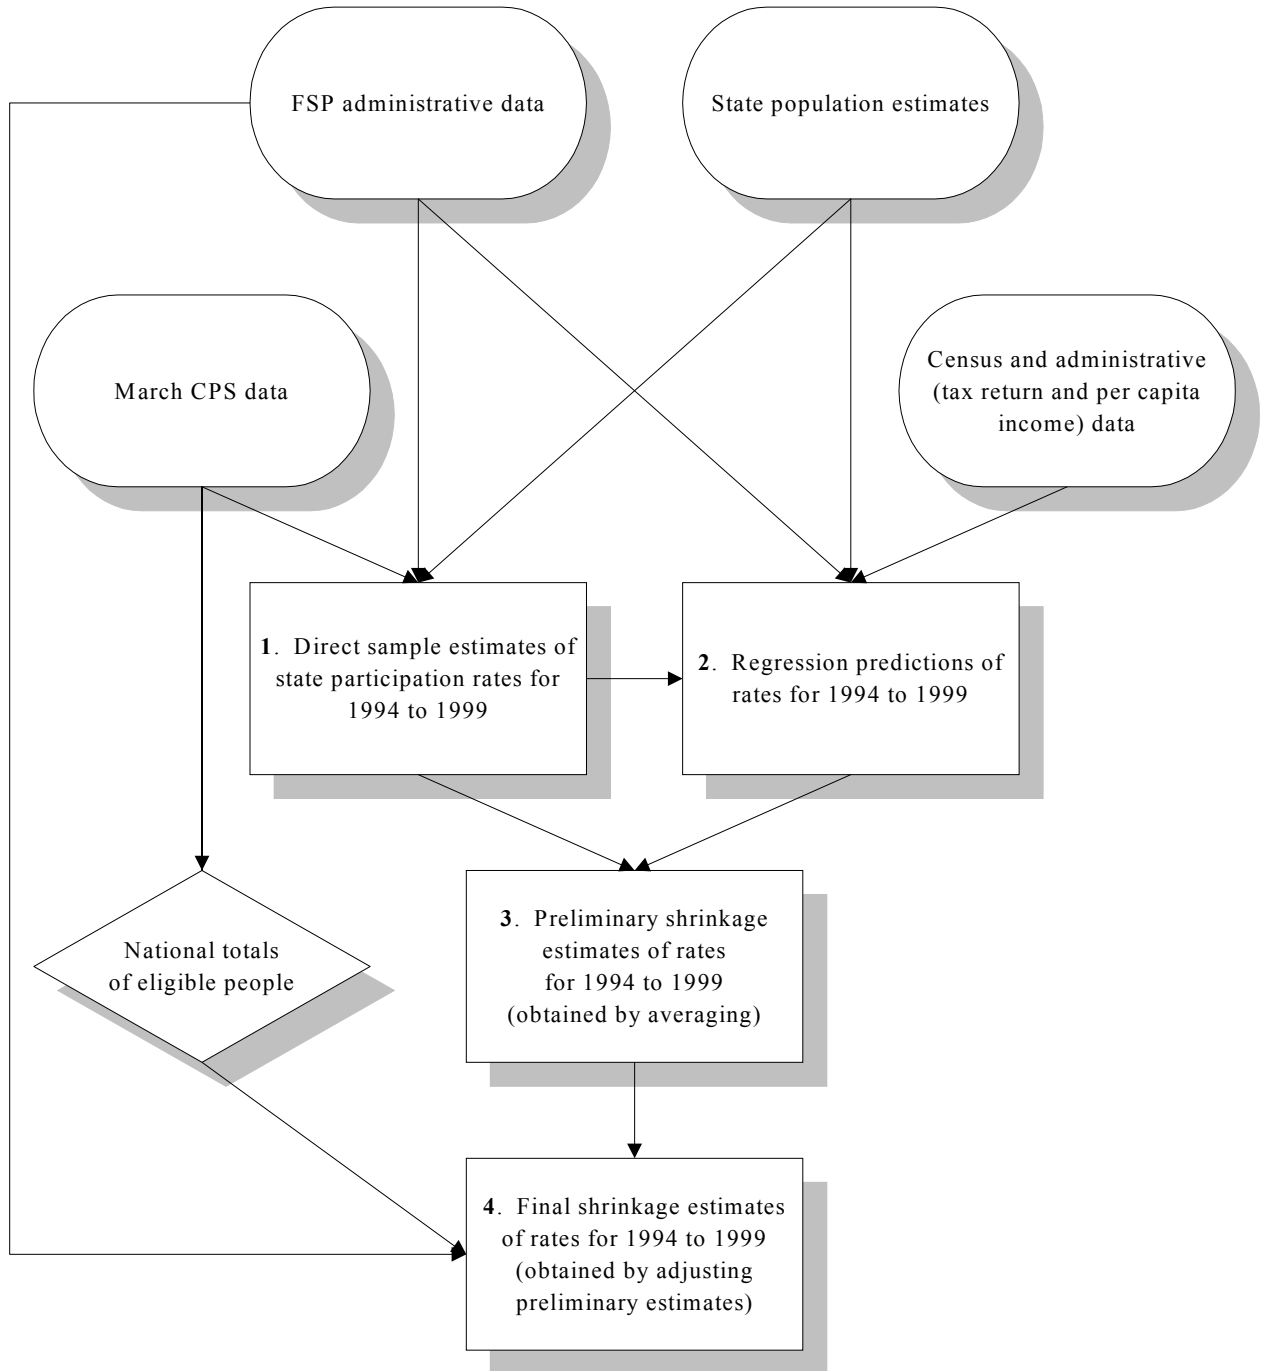 FSP administrative data
State population estimates
March CPS data
Census and administrative
(tax return and per capita
income) data
1. Direct sample estimates of
state participation rates for
1994 to 1999
2. Regression predictions of
rates for 1994 to 1999
3. Preliminary shrinkage
estimates of rates
for 1994 to 1999
(obtained by averaging)
National totals
of eligible people
4. Final shrinkage estimates
of rates for 1994 to 1999
(obtained by adjusting
preliminary estimates)